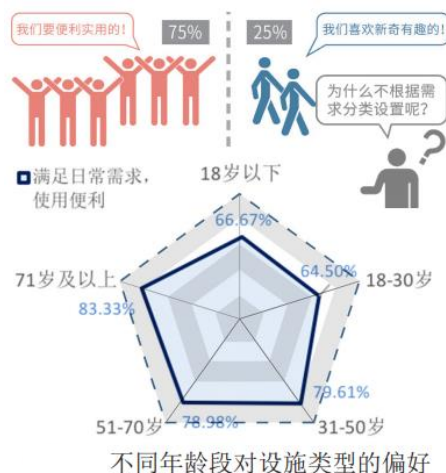 我们要便利实用的!
75%
25%
我们喜欢新奇有趣的!
为什么不根据需
求分类设置呢?
满足日常需求,
使用便利
18岁以下
66.67%
64.50%
18-30岁
71岁及以上
83.33%
79.61%
31-50岁
78.98%
51-70岁
不同年龄段对设施类型的偏好